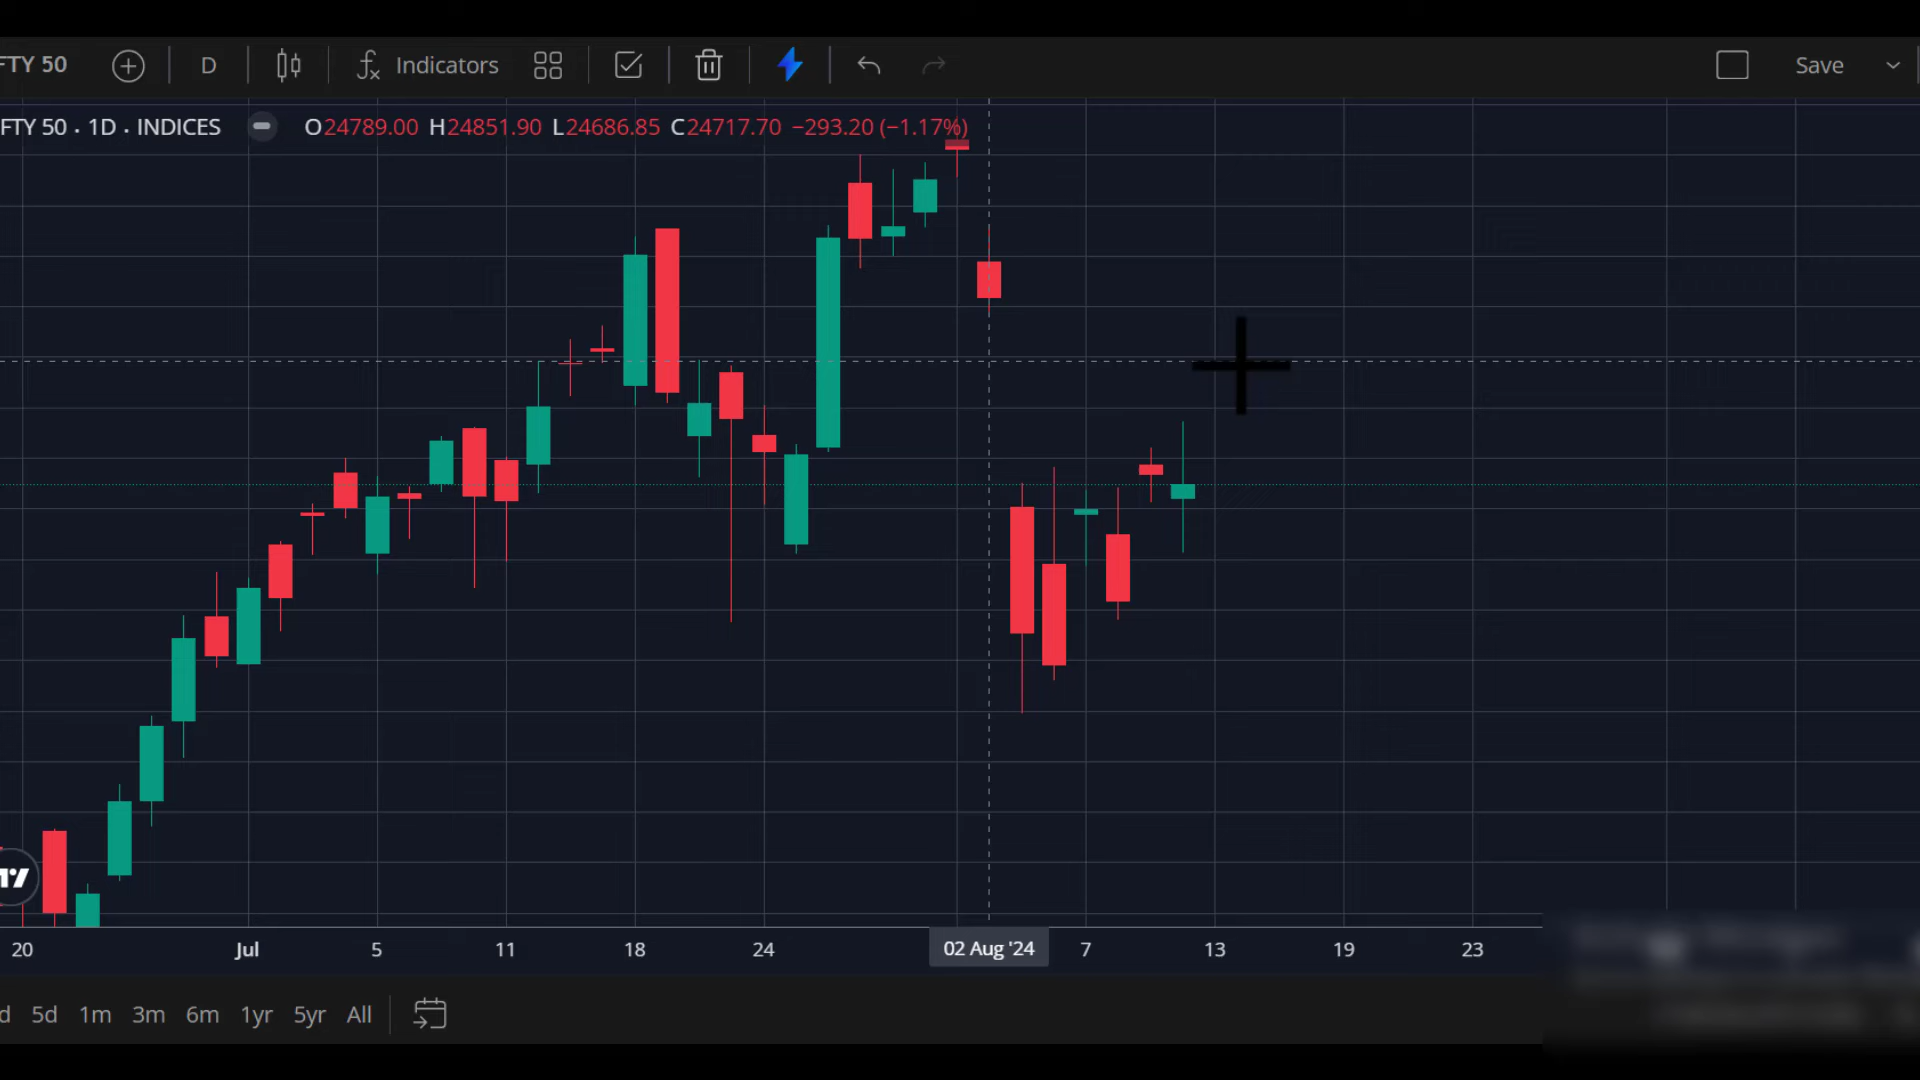 FTY 50 D Indicators Save
FTY 50 · 1D · INDICES O24789.00 H24851.90 L24686.85 C24717.70 −293.20 (−1.17%)
20 Jul 5 11 18 24 02 Aug '24 7 13 19 23
d 5d 1m 3m 6m 1yr 5yr All